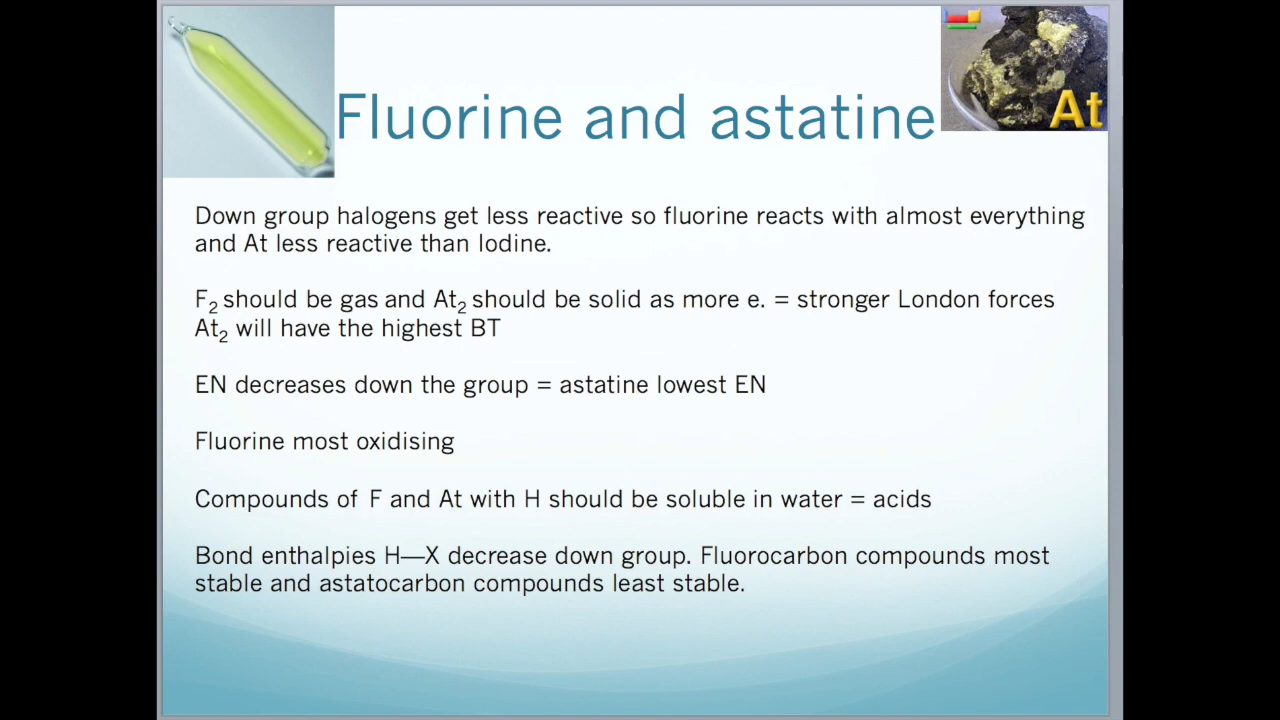 Fluorine and astatine
At
Down group halogens get less reactive so fluorine reacts with almost everything
and At less reactive than Iodine.
F₂ should be gas and At₂ should be solid as more e. = stronger London forces
At₂ will have the highest BT
EN decreases down the group = astatine lowest EN
Fluorine most oxidising
Compounds of F and At with H should be soluble in water = acids
Bond enthalpies H—X decrease down group. Fluorocarbon compounds most
stable and astatocarbon compounds least stable.